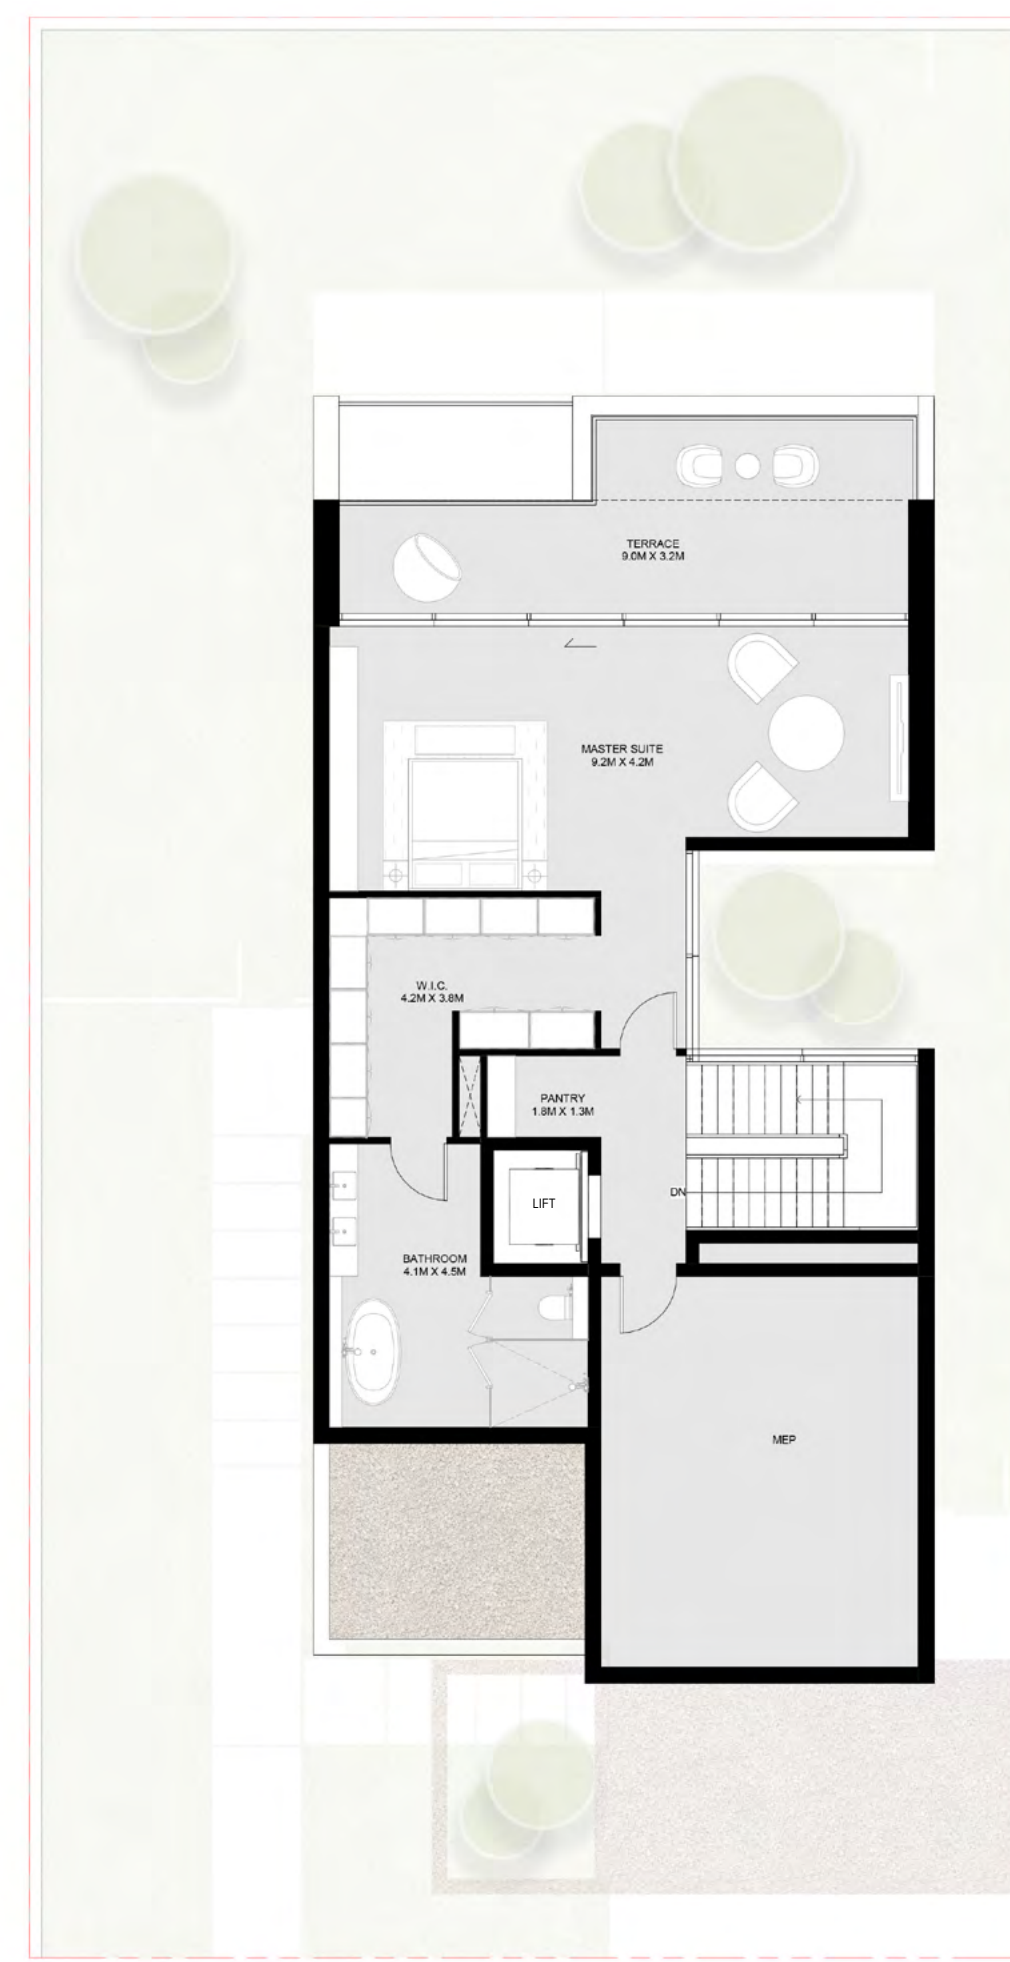 TERRACE
9.0M X 3.2M
MASTER SUITE
9.2M X 4.2M
W.I.C.
4.2M X 3.8M
PANTRY
1.8M X 1.3M
DN
LIFT
BATHROOM
4.1M X 4.5M
MEP